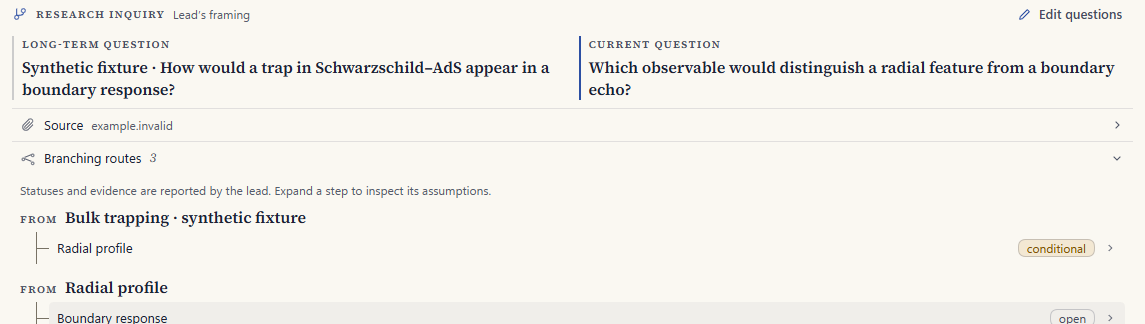 RESEARCH INQUIRY Lead's framing Edit questions
LONG-TERM QUESTION
Synthetic fixture · How would a trap in Schwarzschild–AdS appear in a
boundary response?
CURRENT QUESTION
Which observable would distinguish a radial feature from a boundary
echo?
Source example.invalid
Branching routes 3
Statuses and evidence are reported by the lead. Expand a step to inspect its assumptions.
FROM Bulk trapping · synthetic fixture
Radial profile conditional
FROM Radial profile
Boundary response open